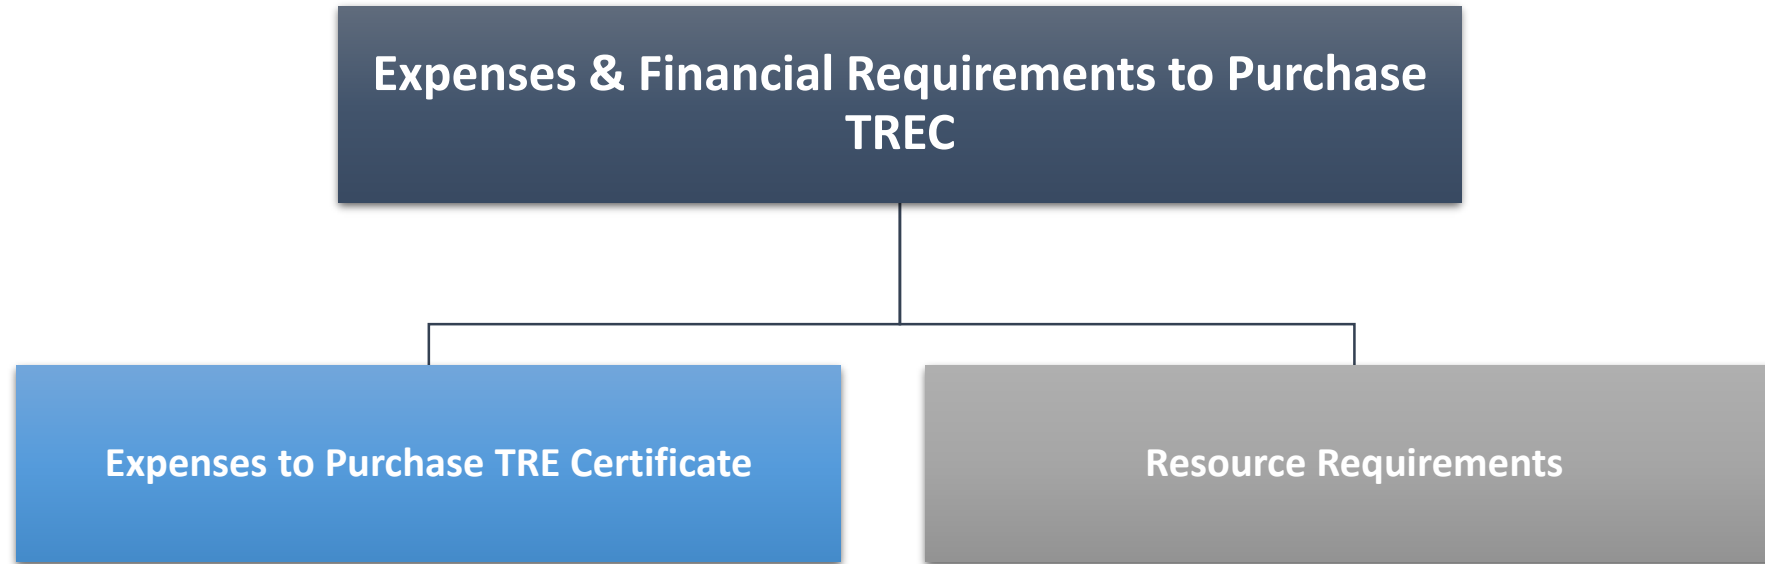 Expenses & Financial Requirements to Purchase
TREC
Expenses to Purchase TRE Certificate
Resource Requirements